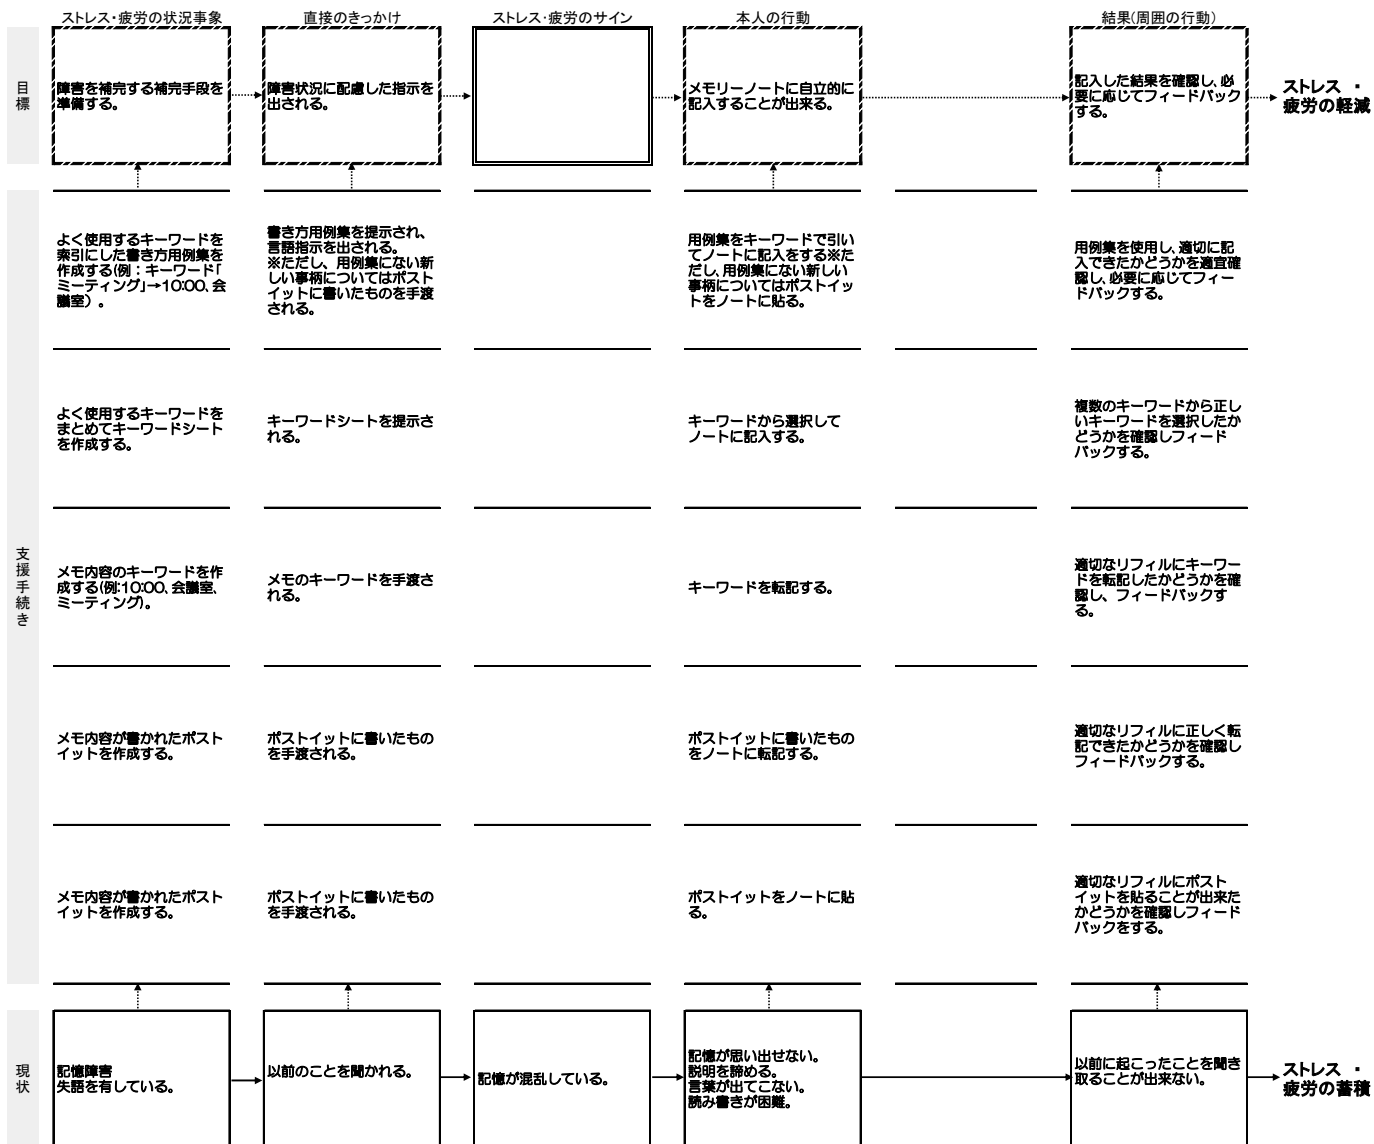 ストレス・疲労の状況事象
直接のきっかけ
ストレス・疲労のサイン
本人の行動
結果(周囲の行動)
目標
障害を補完する補完手段を
準備する。
障害状況に配慮した指示を
出される。
メモリーノートに自立的に
記入することが出来る。
記入した結果を確認し、必
要に応じてフィードバック
する。
ストレス ・
疲労の軽減
支援手続き
よく使用するキーワードを
索引にした書き方用例集を
作成する(例：キーワード「
ミーティング」→10:00、会
議室）。
書き方用例集を提示され、
言語指示を出される。
※ただし、用例集にない新
しい事柄についてはポスト
イットに書いたものを手渡
される。
用例集をキーワードで引い
てノートに記入をする※た
だし、用例集にない新しい
事柄についてはポストイッ
トをノートに貼る。
用例集を使用し、適切に記
入できたかどうかを適宜確
認し、必要に応じてフィー
ドバックする。
よく使用するキーワードを
まとめてキーワードシート
を作成する。
キーワードシートを提示さ
れる。
キーワードから選択して
ノートに記入する。
複数のキーワードから正し
いキーワードを選択したか
どうかを確認しフィード
バックする。
メモ内容のキーワードを作
成する(例:10:00、会議室、
ミーティング)。
メモのキーワードを手渡さ
れる。
キーワードを転記する。
適切なリフィルにキーワー
ドを転記したかどうかを確
認し、フィードバックす
る。
メモ内容が書かれたポスト
イットを作成する。
ポストイットに書いたもの
を手渡される。
ポストイットに書いたもの
をノートに転記する。
適切なリフィルに正しく転
記できたかどうかを確認し
フィードバックする。
メモ内容が書かれたポスト
イットを作成する。
ポストイットに書いたもの
を手渡される。
ポストイットをノートに貼
る。
適切なリフィルにポスト
イットを貼ることが出来た
かどうかを確認しフィード
バックをする。
現状
記憶障害
失語を有している。
以前のことを聞かれる。
記憶が混乱している。
記憶が思い出せない。
説明を諦める。
言葉が出てこない。
読み書きが困難。
以前に起こったことを聞き
取ることが出来ない。
ストレス ・
疲労の蓄積